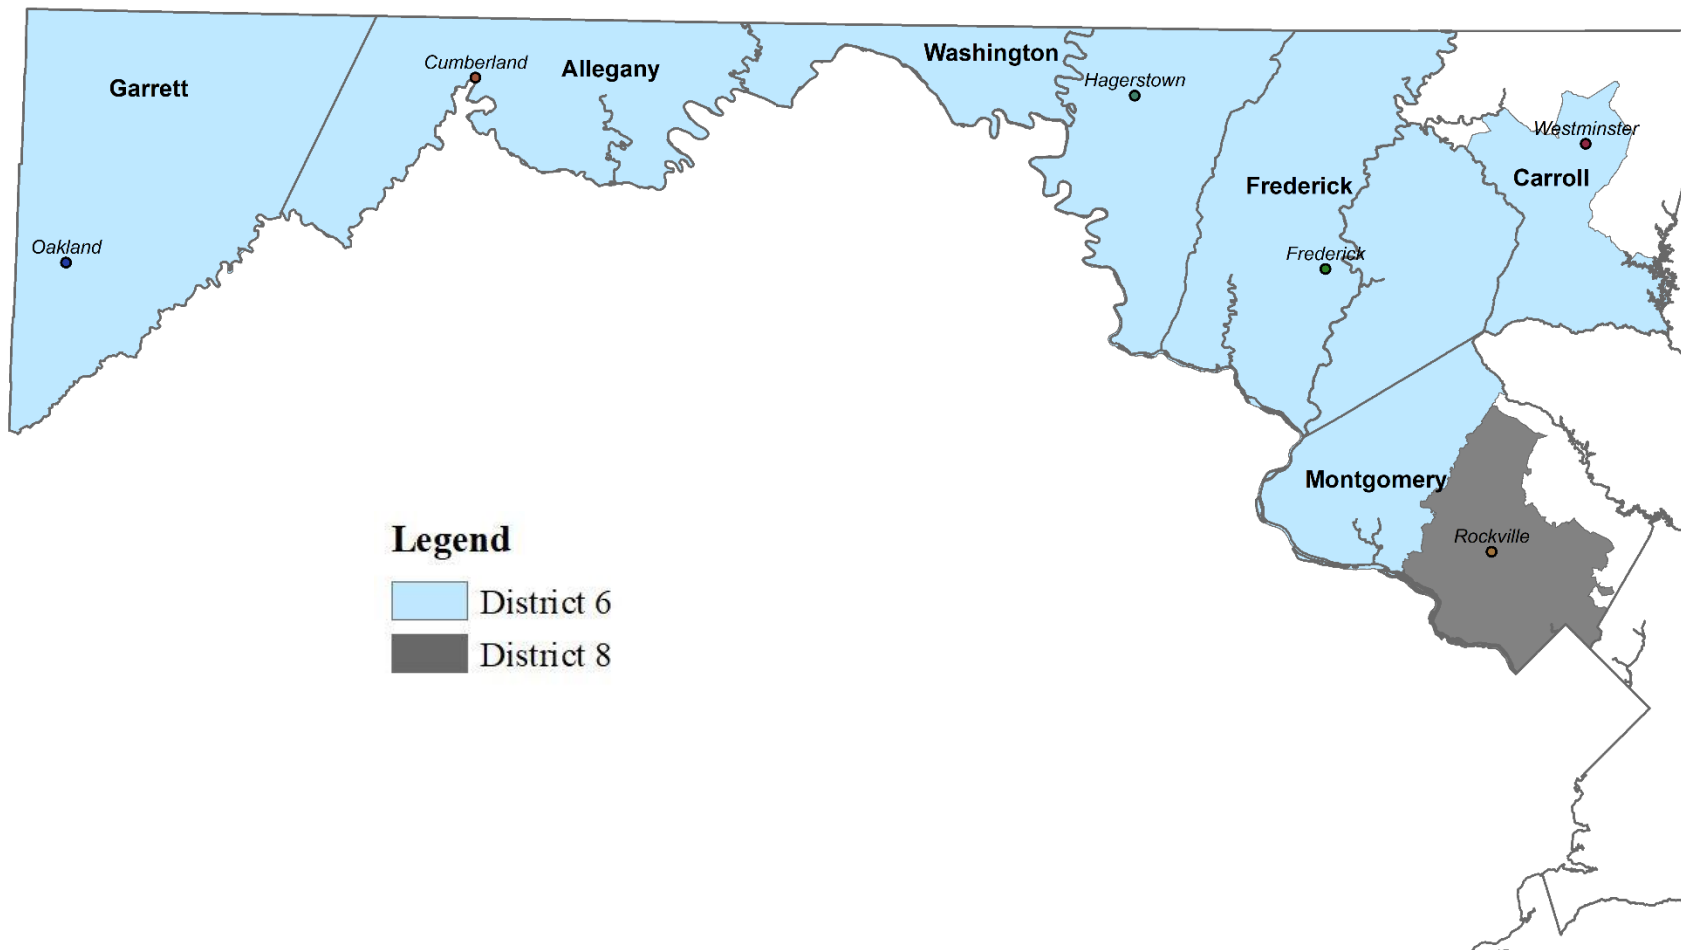 Garrett
Cumberland
Allegany
Washington
Hagerstown
Westminster
Frederick
Carroll
Oakland
Frederick
Montgomery
Rockville
Legend
District 6
District 8